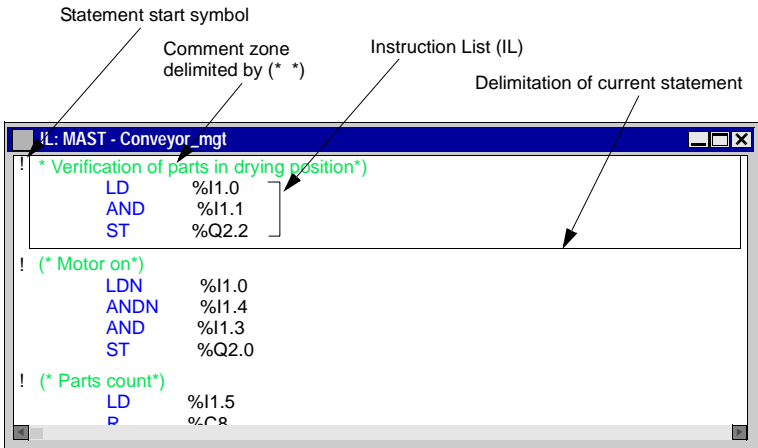 Statement start symbol
Comment zone
delimited by (* *)
Instruction List (IL)
Delimitation of current statement
IL: MAST - Conveyor_mgt
! * Verification of parts in drying position*)
LD %I1.0
AND %I1.1
ST %Q2.2
! (* Motor on*)
LDN %I1.0
ANDN %I1.4
AND %I1.3
ST %Q2.0
! (* Parts count*)
LD %I1.5
R %C8